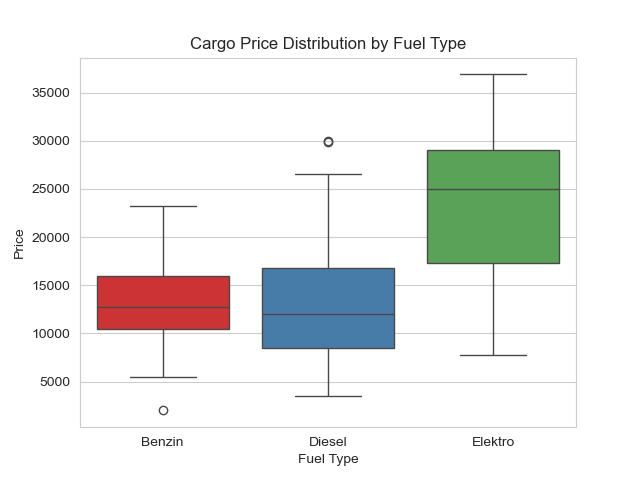 Cargo Price Distribution by Fuel Type
Price
35000
30000
25000
20000
15000
10000
5000
Benzin Diesel Elektro
Fuel Type